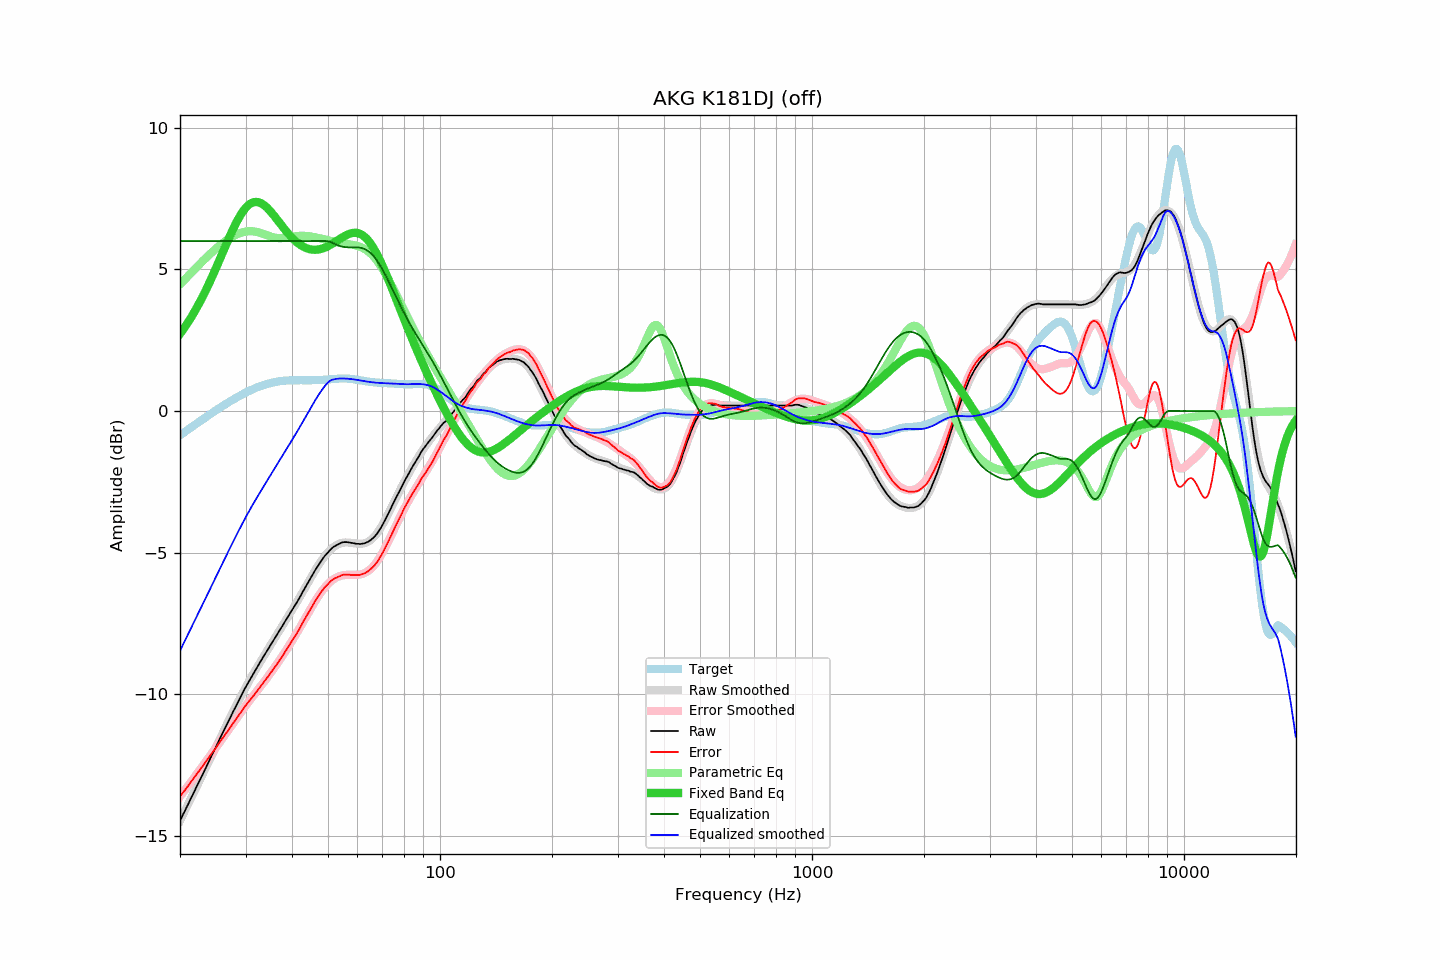 AKG K181DJ (off)
10
5
0
−5
−10
−15
Amplitude (dBr)
100
1000
10000
Frequency (Hz)
Target
Raw Smoothed
Error Smoothed
Raw
Error
Parametric Eq
Fixed Band Eq
Equalization
Equalized smoothed